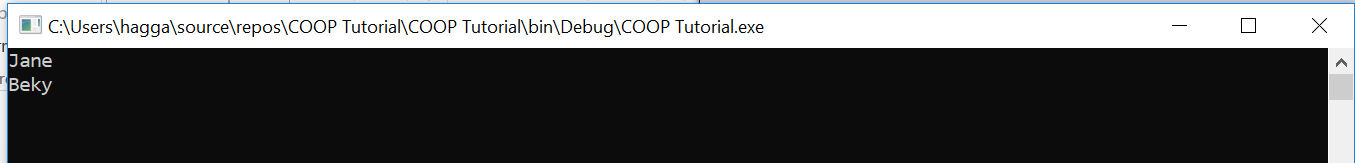 C:\Users\hagga\source\repos\COOP Tutorial\COOP Tutorial\bin\Debug\COOP Tutorial.exe
Jane
Beky